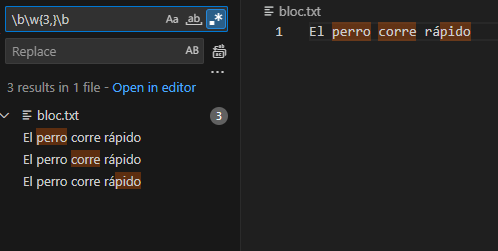 \b\w{3,}\b
Aa
ab
.*
bloc.txt
1 El perro corre rápido
Replace
AB
...
3 results in 1 file - Open in editor
bloc.txt 3
El perro corre rápido
El perro corre rápido
El perro corre rápido